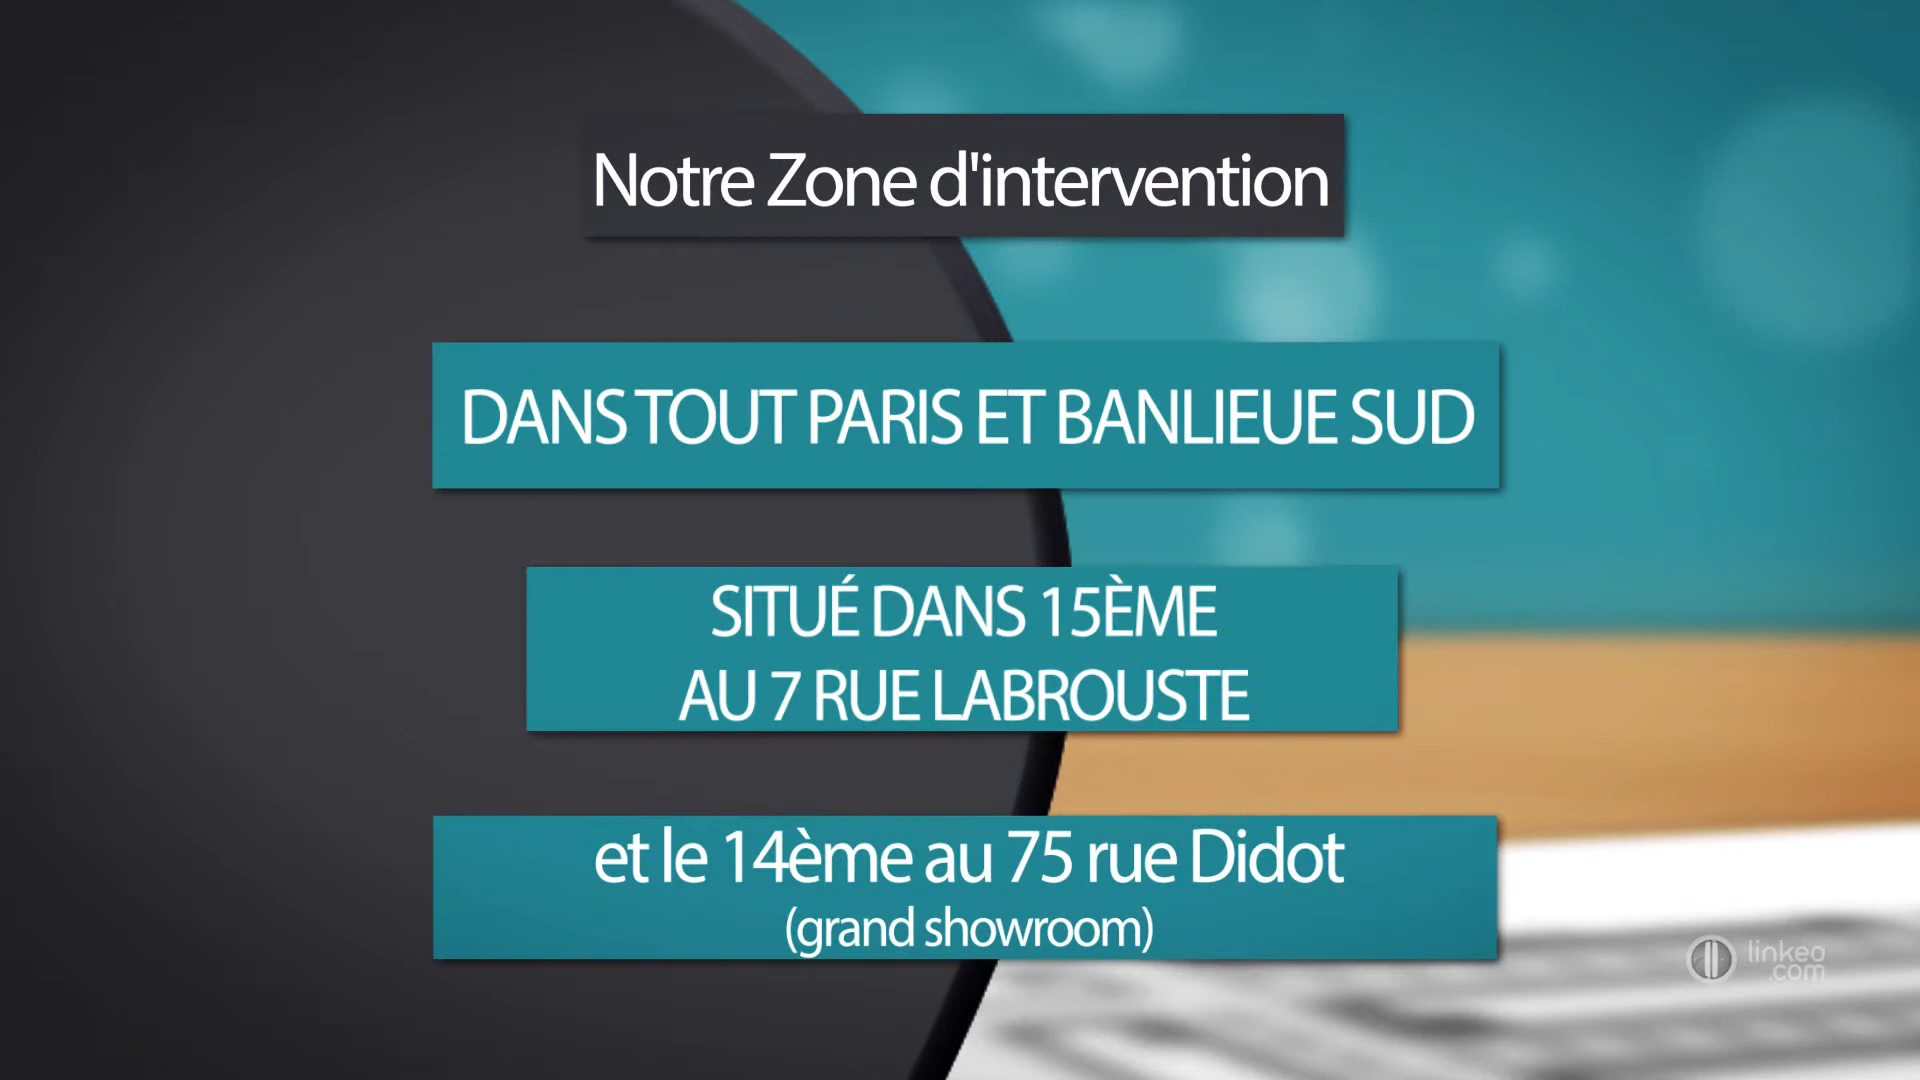 Notre Zone d'intervention
DANS TOUT PARIS ET BANLIEUE SUD
SITUÉ DANS 15ÈME
AU 7 RUE LABROUSTE
et le 14ème au 75 rue Didot
(grand showroom)
linkeo
.com